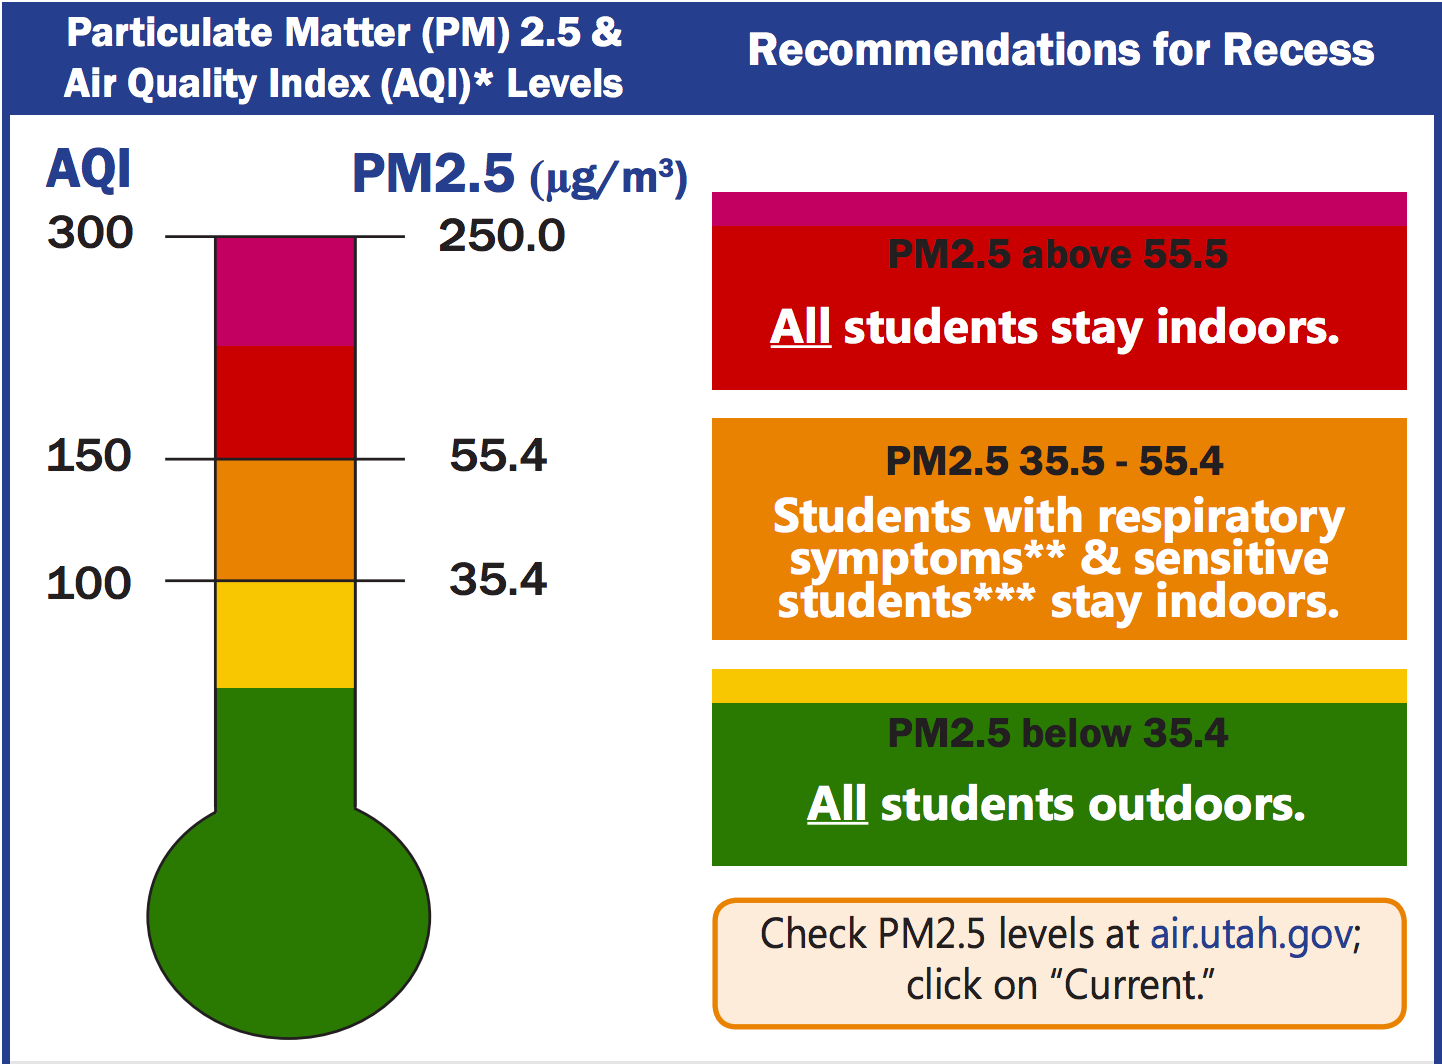 Particulate Matter (PM) 2.5 &
Air Quality Index (AQI)* Levels
Recommendations for Recess
AQI
PM2.5 (µg/m³)
300
250.0
150
55.4
100
35.4
PM2.5 above 55.5
All students stay indoors.
PM2.5 35.5 - 55.4
Students with respiratory
symptoms** & sensitive
students*** stay indoors.
PM2.5 below 35.4
All students outdoors.
Check PM2.5 levels at air.utah.gov;
click on “Current.”